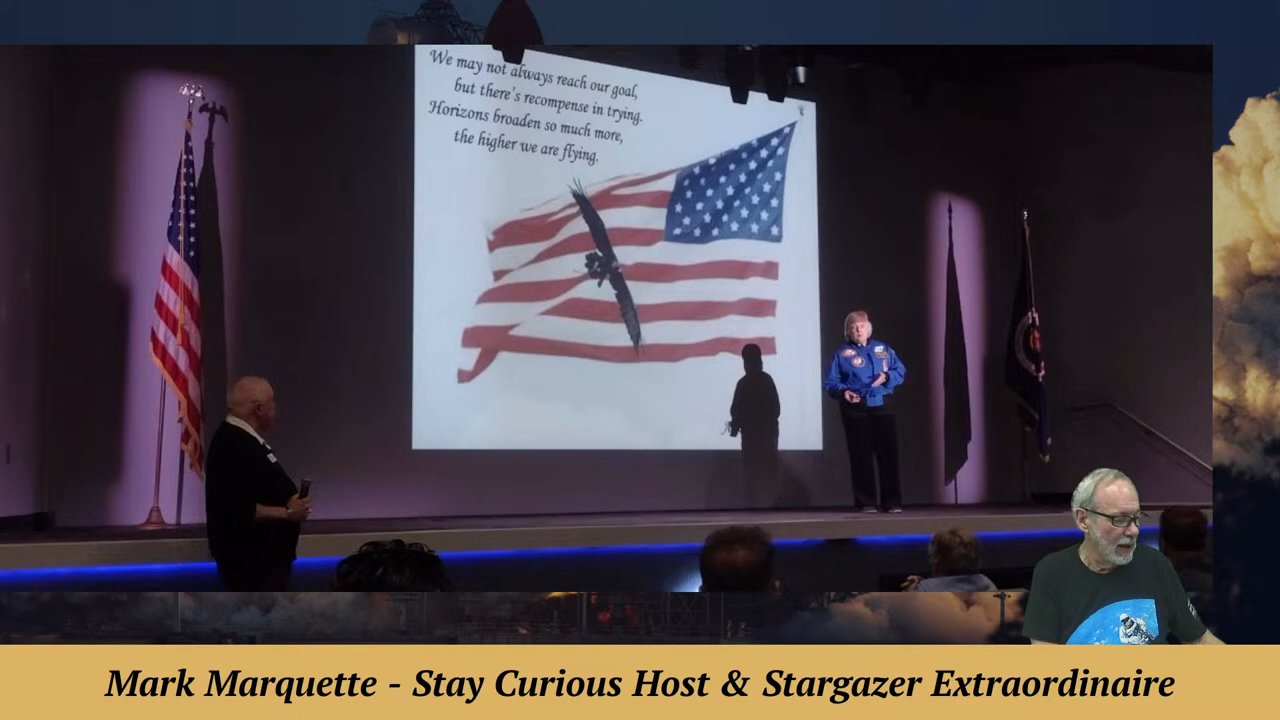 We may not always reach our goal,
but there's recompense in trying.
Horizons broaden so much more,
the higher we are flying.
Mark Marquette - Stay Curious Host & Stargazer Extraordinaire